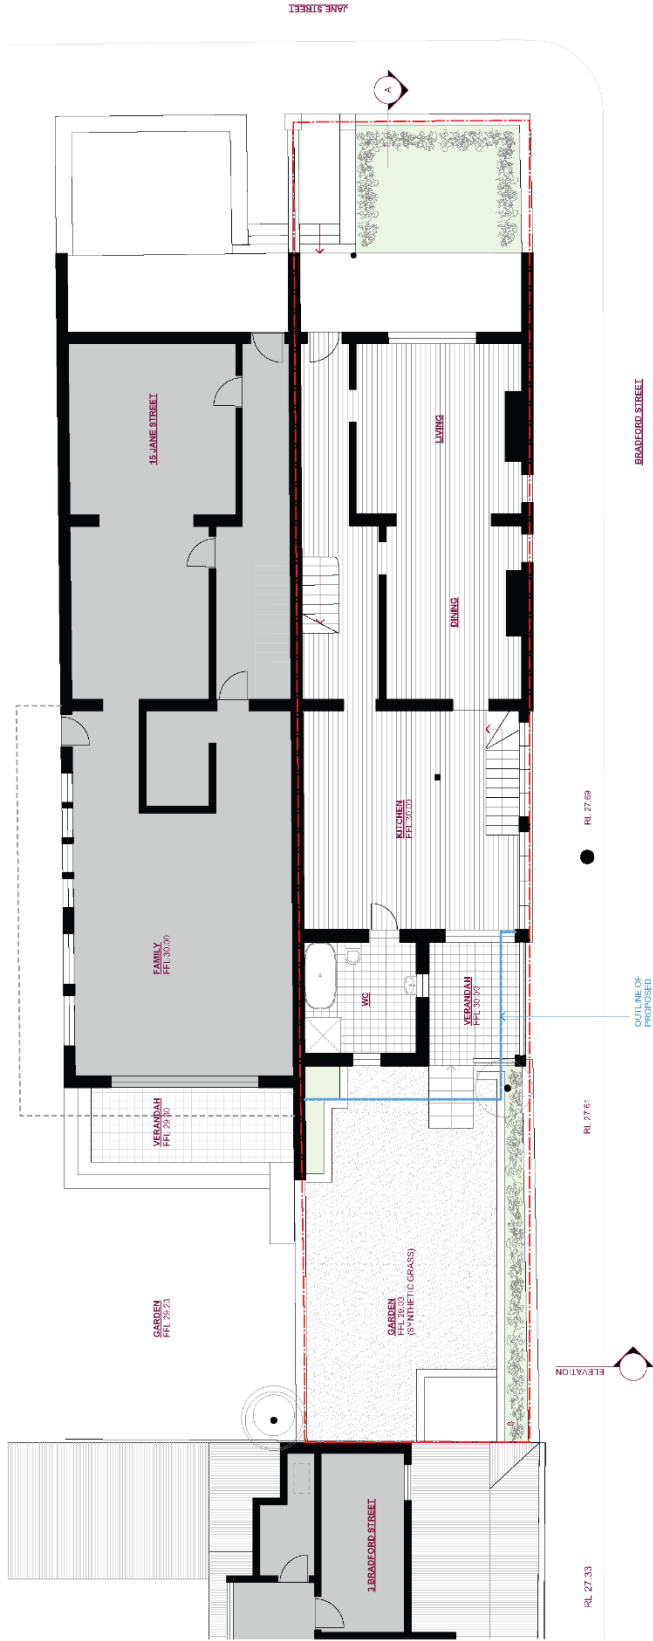 JANE STREET
A
15 JANE STREET
LIVING
BRADFORD STREET
DINING
KITCHEN
FFL 30.00
RL 27.69
FAMILY
FFL 30.00
WC
VERANDAH
FFL 30.00
OUTLINE OF
PROPOSED
VERANDAH
FFL 29.90
RL 27.61
GARDEN
FFL 29.23
GARDEN
FFL 29.03
(SYNTHETIC GRASS)
ELEVATION
3 BRADFORD STREET
RL 27.33